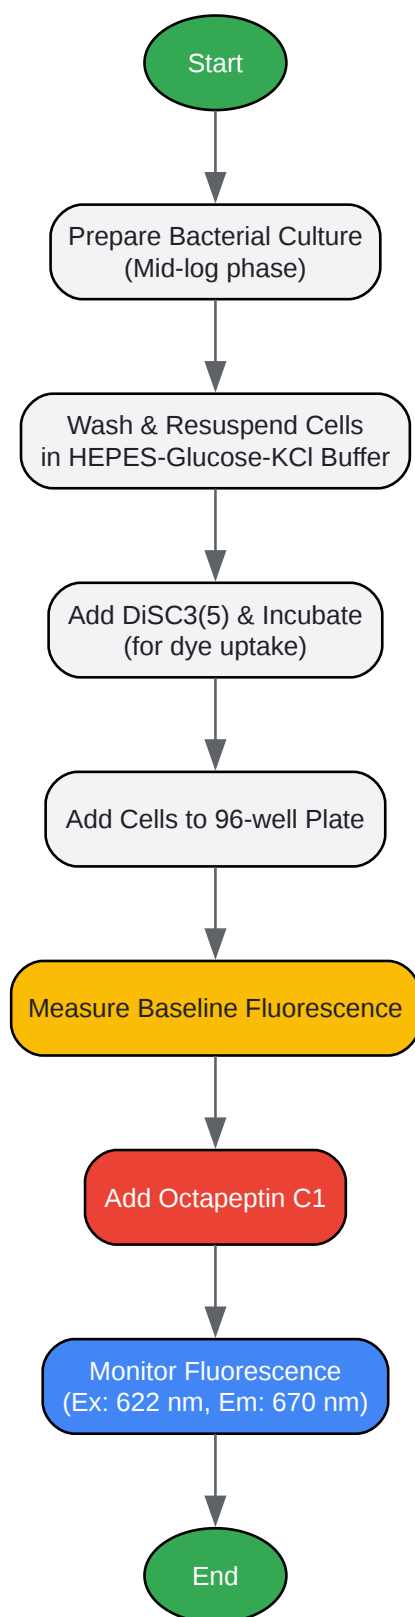 Start
Prepare Bacterial Culture
(Mid-log phase)
Wash & Resuspend Cells
in HEPES-Glucose-KCl Buffer
Add DiSC3(5) & Incubate
(for dye uptake)
Add Cells to 96-well Plate
Measure Baseline Fluorescence
Add Octapeptin C1
Monitor Fluorescence
(Ex: 622 nm, Em: 670 nm)
End